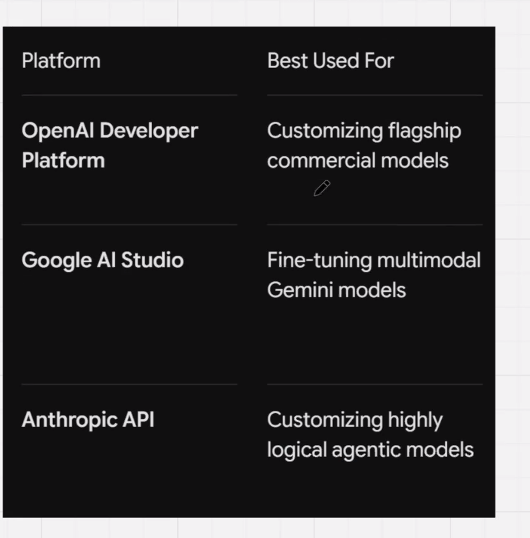 Platform
Best Used For
OpenAI Developer
Platform
Customizing flagship
commercial models
Google AI Studio
Fine-tuning multimodal
Gemini models
Anthropic API
Customizing highly
logical agentic models